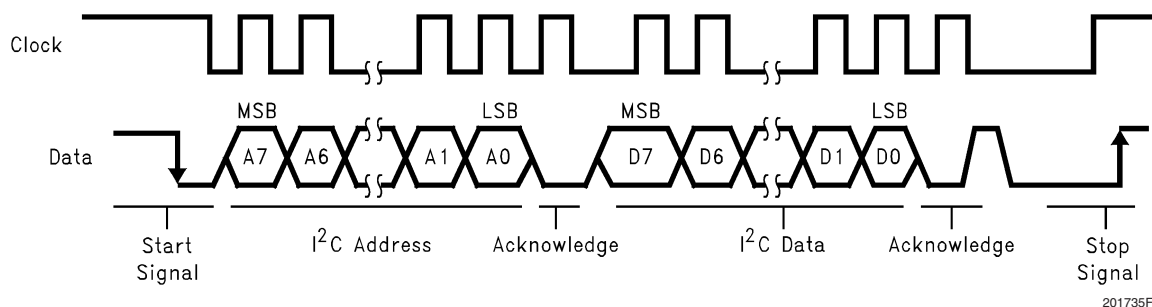 Clock
MSB LSB MSB LSB
Data A7 A6 A1 A0 D7 D6 D1 D0
Start Signal
I²C Address
Acknowledge
I²C Data
Acknowledge
Stop Signal
201735F